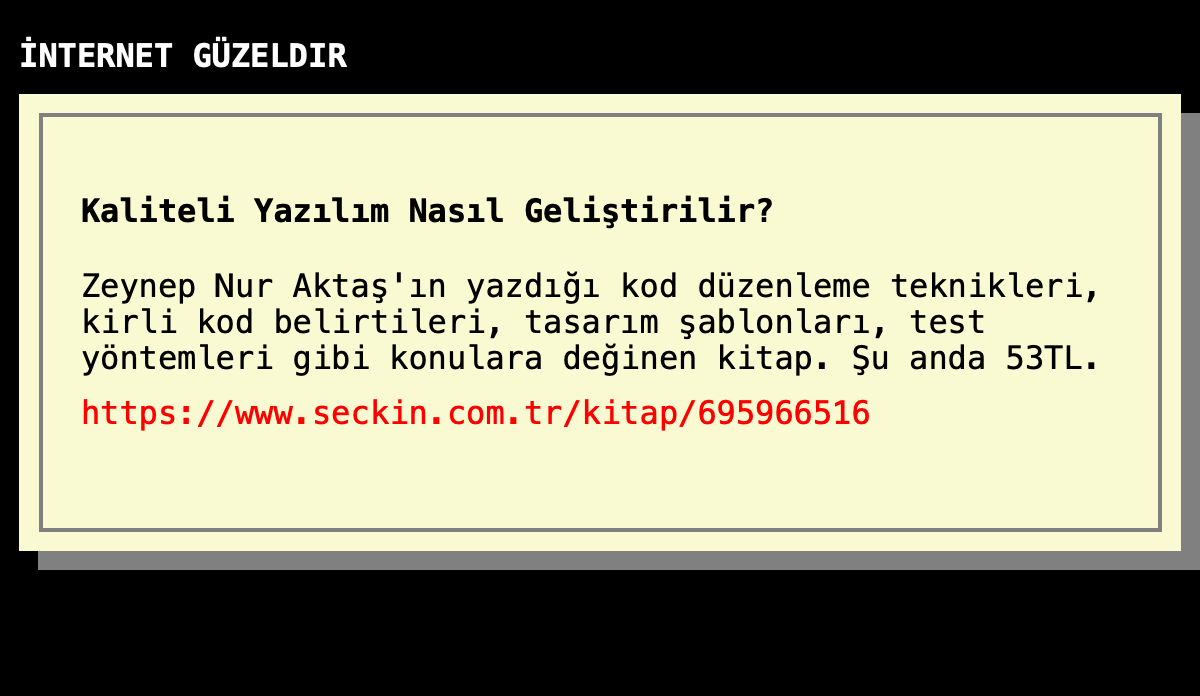 İNTERNET GÜZELDIR
Kaliteli Yazılım Nasıl Geliştirilir?
Zeynep Nur Aktaş'ın yazdığı kod düzenleme teknikleri,
kirli kod belirtileri, tasarım şablonları, test
yöntemleri gibi konulara değinen kitap. Şu anda 53TL.
https://www.seckin.com.tr/kitap/695966516